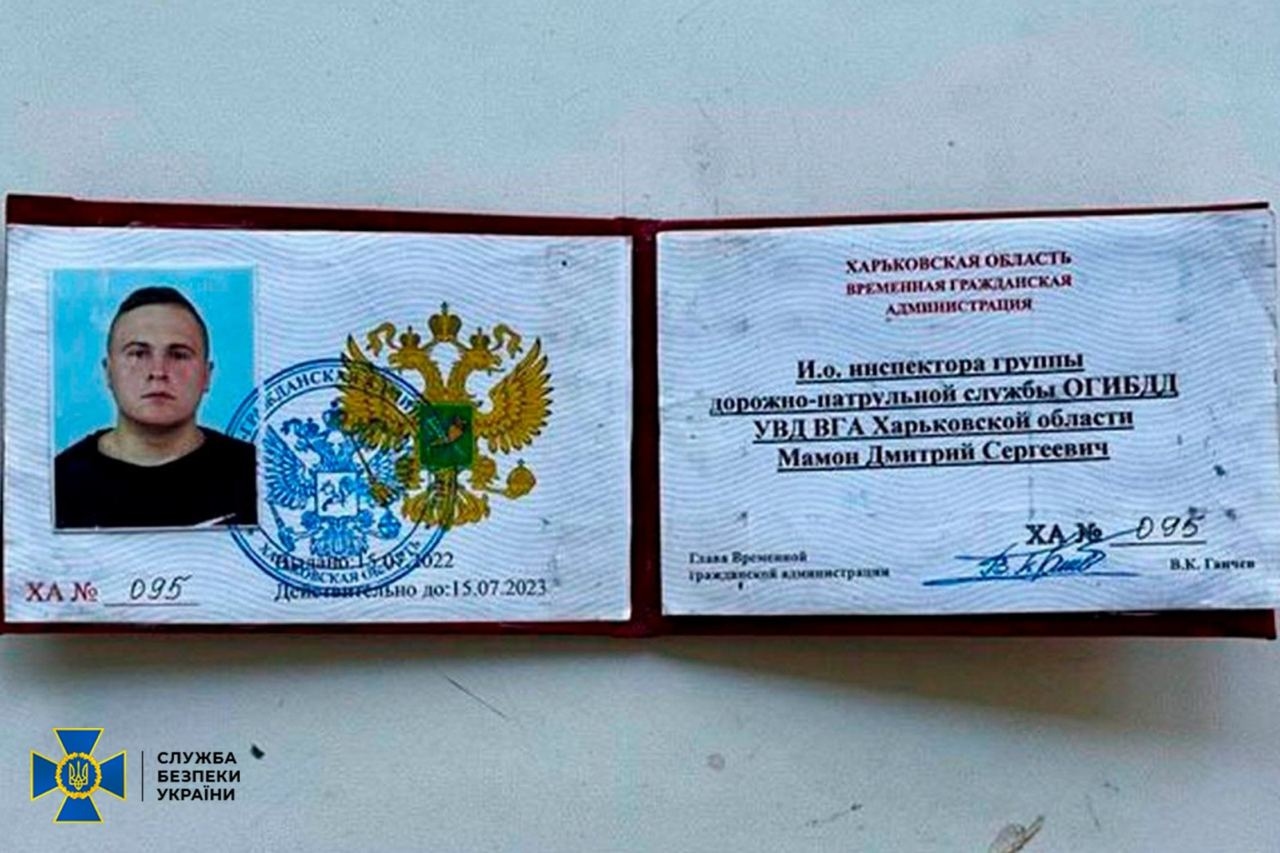 ХА № 095
Выдано:15.07.2022
Действительно до:15.07.2023
ХАРЬКОВСКАЯ ОБЛАСТЬ
ВРЕМЕННАЯ ГРАЖДАНСКАЯ
АДМИНИСТРАЦИЯ
И.о. инспектора группы
дорожно-патрульной службы ОГИБДД
УВД ВГА Харьковской области
Мамон Дмитрий Сергеевич
ХА № 095
Глава Временной
гражданской администрации
В.К. Ганчев
СЛУЖБА
БЕЗПЕКИ
УКРАЇНИ